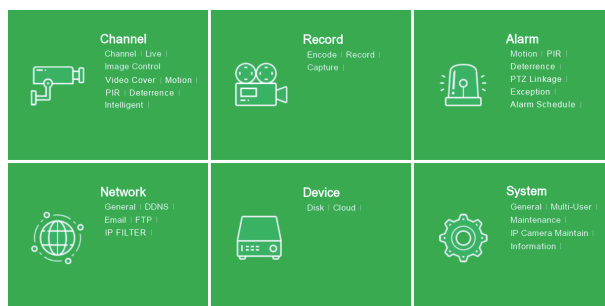 Channel
Channel | Live |
Image Control
Video Cover | Motion |
PIR | Deterrence |
Intelligent |
Record
Encode | Record |
Capture |
Alarm
Motion | PIR |
Deterrence |
PTZ Linkage |
Exception |
Alarm Schedule |
Network
General | DDNS |
Email | FTP |
IP FILTER |
Device
Disk | Cloud |
System
General | Multi-User |
Maintenance |
IP Camera Maintain |
Information |